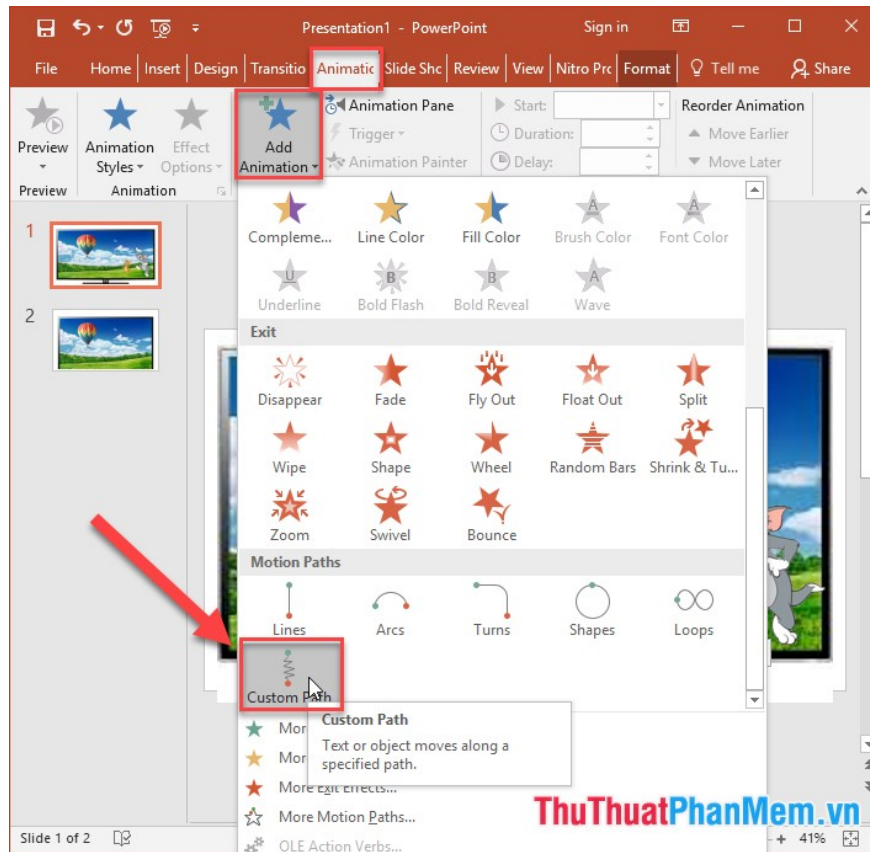 Presentation1 - PowerPoint
Sign in
File Home Insert Design Transitio Animatic Slide Shc Review View Nitro Prc Format Tell me Share
Preview
Animation Styles
Effect Options
Add Animation
Animation Pane
Trigger
Animation Painter
Start:
Duration:
Delay:
Reorder Animation
Move Earlier
Move Later
Preview
Animation
1
2
Compleme... Line Color Fill Color Brush Color Font Color
Underline Bold Flash Bold Reveal Wave
Exit
Disappear Fade Fly Out Float Out Split
Wipe Shape Wheel Random Bars Shrink & Tu...
Zoom Swivel Bounce
Motion Paths
Lines Arcs Turns Shapes Loops
Custom Path
Mor
Custom Path
Text or object moves along a
specified path.
Mor
More Exit Effects...
More Motion Paths...
OLE Action Verbs...
ThuThuatPhanMem.vn
Slide 1 of 2
41%